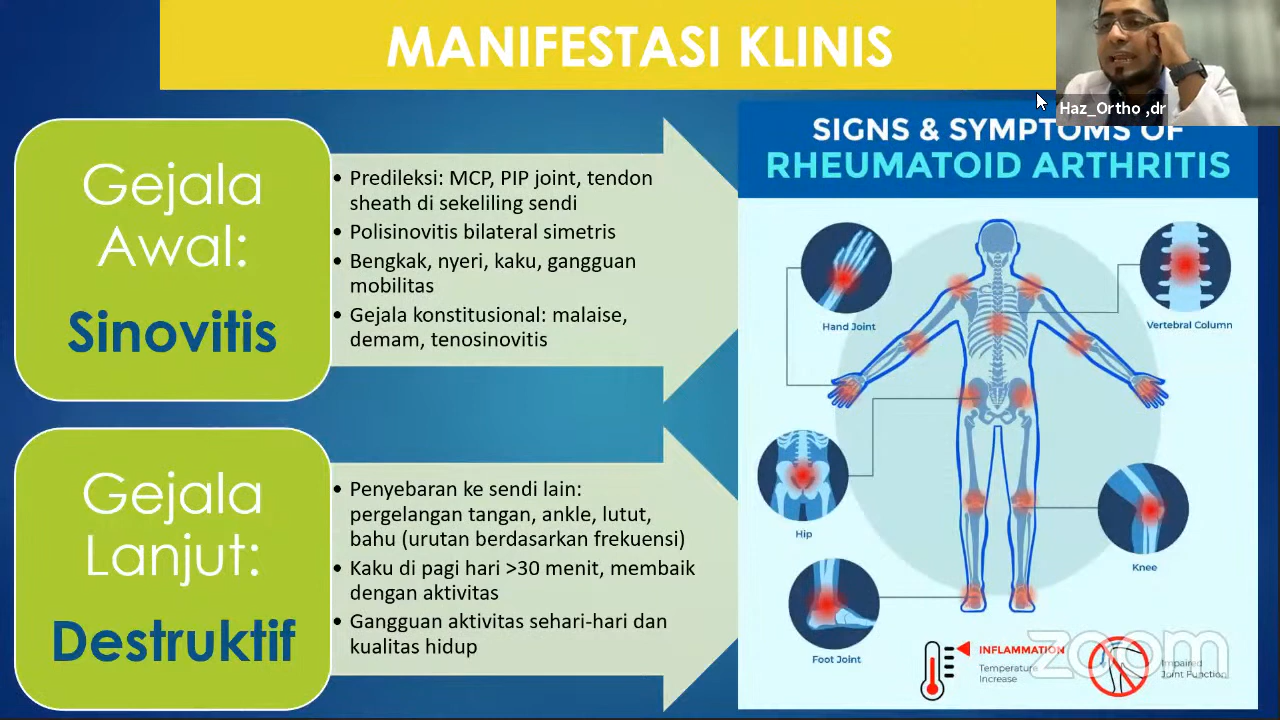 MANIFESTASI KLINIS
Haz_Ortho ,dr
Gejala
Awal:
Sinovitis
• Predileksi: MCP, PIP joint, tendon
sheath di sekeliling sendi
• Polisinovitis bilateral simetris
• Bengkak, nyeri, kaku, gangguan
mobilitas
• Gejala konstitusional: malaise,
demam, tenosinovitis
Gejala
Lanjut:
Destruktif
• Penyebaran ke sendi lain:
pergelangan tangan, ankle, lutut,
bahu (urutan berdasarkan frekuensi)
• Kaku di pagi hari >30 menit, membaik
dengan aktivitas
• Gangguan aktivitas sehari-hari dan
kualitas hidup
SIGNS & SYMPTOMS OF
RHEUMATOID ARTHRITIS
Hand Joint
Vertebral Column
Hip
Knee
Foot Joint
INFLAMMATION
Temperature
Increase
Impaired
Joint Function
zoom